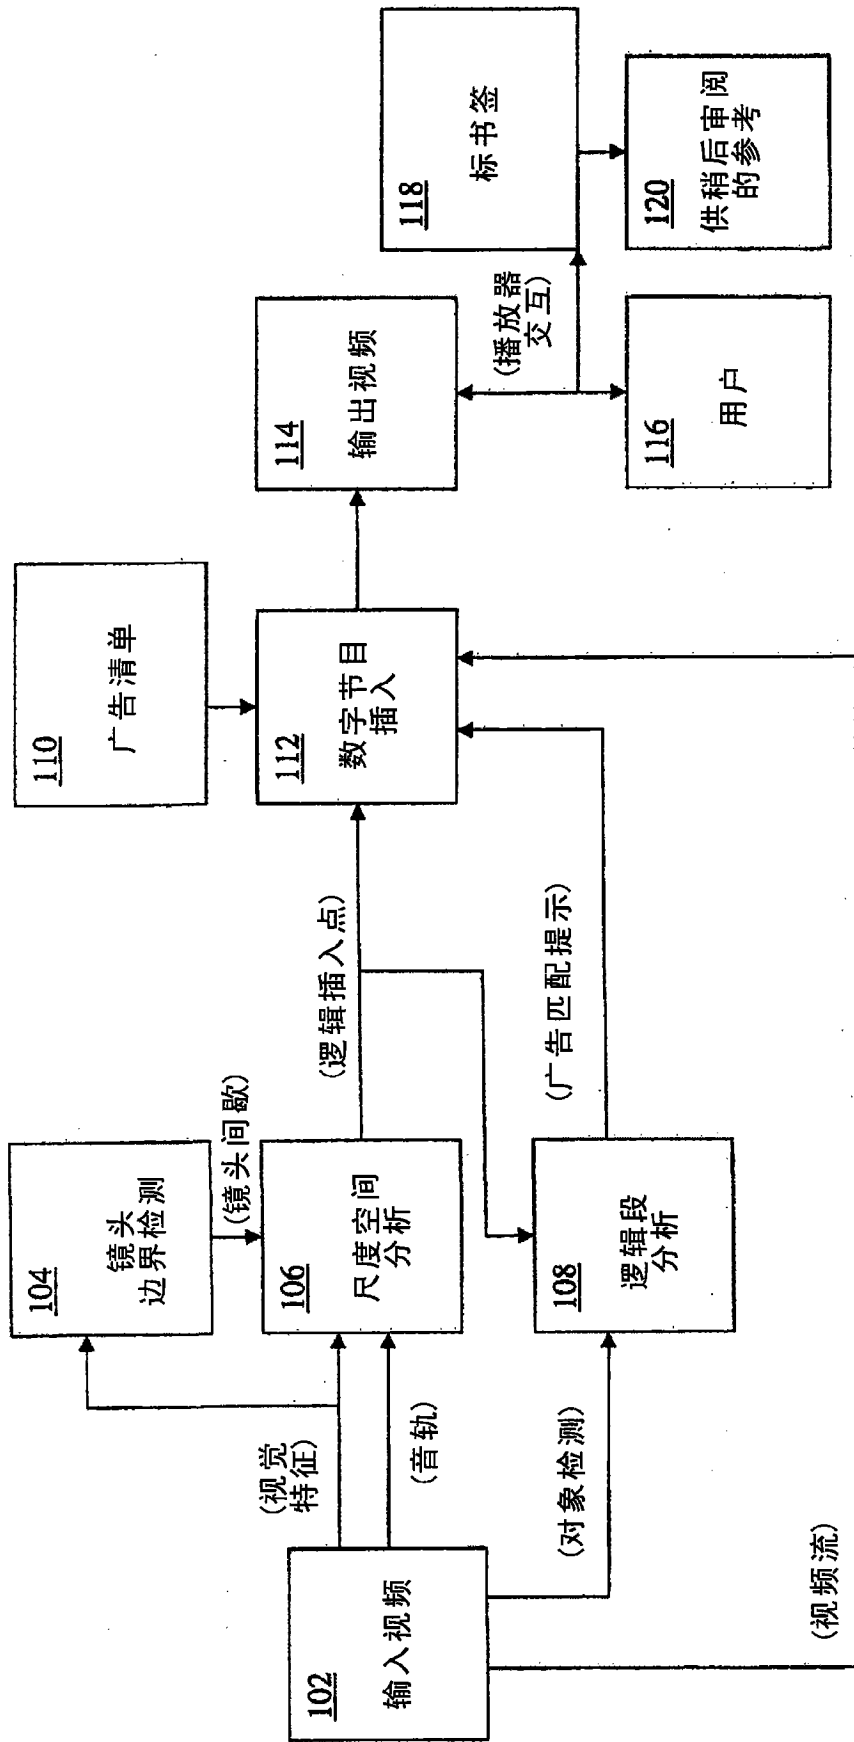 102
输入视频
(视觉
特征)
(音轨)
(对象检测)
(视频流)
104
镜头
边界检测
(镜头间歇)
106
尺度空间
分析
108
逻辑段
分析
(逻辑插入点)
(广告匹配提示)
110
广告清单
112
数字节目
插入
114
输出视频
(播放器
交互)
116
用户
118
标书签
120
供稍后审阅
的参考